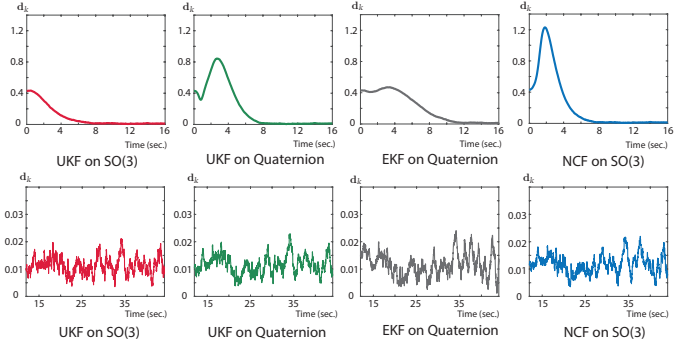 d_k
1.2
0.8
0.4
0
0 4 8 12 16
Time (sec.)
UKF on SO(3)
1.2
0.8
0.4
0
0 4 8 12 16
Time (sec.)
UKF on Quaternion
1.2
0.8
0.4
0
0 4 8 12 16
Time (sec.)
EKF on Quaternion
d_k
1.2
0.8
0.4
0
0 4 8 12 16
Time (sec.)
NCF on SO(3)
d_k
0.03
0.02
0.01
0
15 25 35
Time (sec.)
UKF on SO(3)
0.03
0.02
0.01
0
15 25 35
Time (sec.)
UKF on Quaternion
0.03
0.02
0.01
0
15 25 35
Time (sec.)
EKF on Quaternion
d_k
0.03
0.02
0.01
0
15 25 35
Time (sec.)
NCF on SO(3)